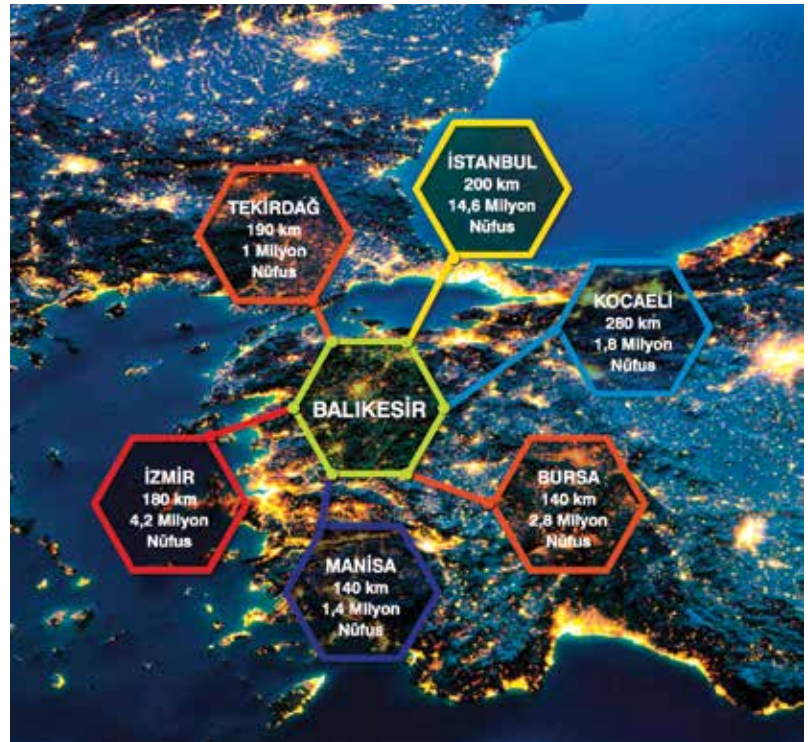 İSTANBUL
200 km
14,6 Milyon
Nüfus
TEKİRDAĞ
190 km
1 Milyon
Nüfus
KOCAELİ
280 km
1,8 Milyon
Nüfus
BALIKESİR
İZMİR
180 km
4,2 Milyon
Nüfus
BURSA
140 km
2,8 Milyon
Nüfus
MANİSA
140 km
1,4 Milyon
Nüfus